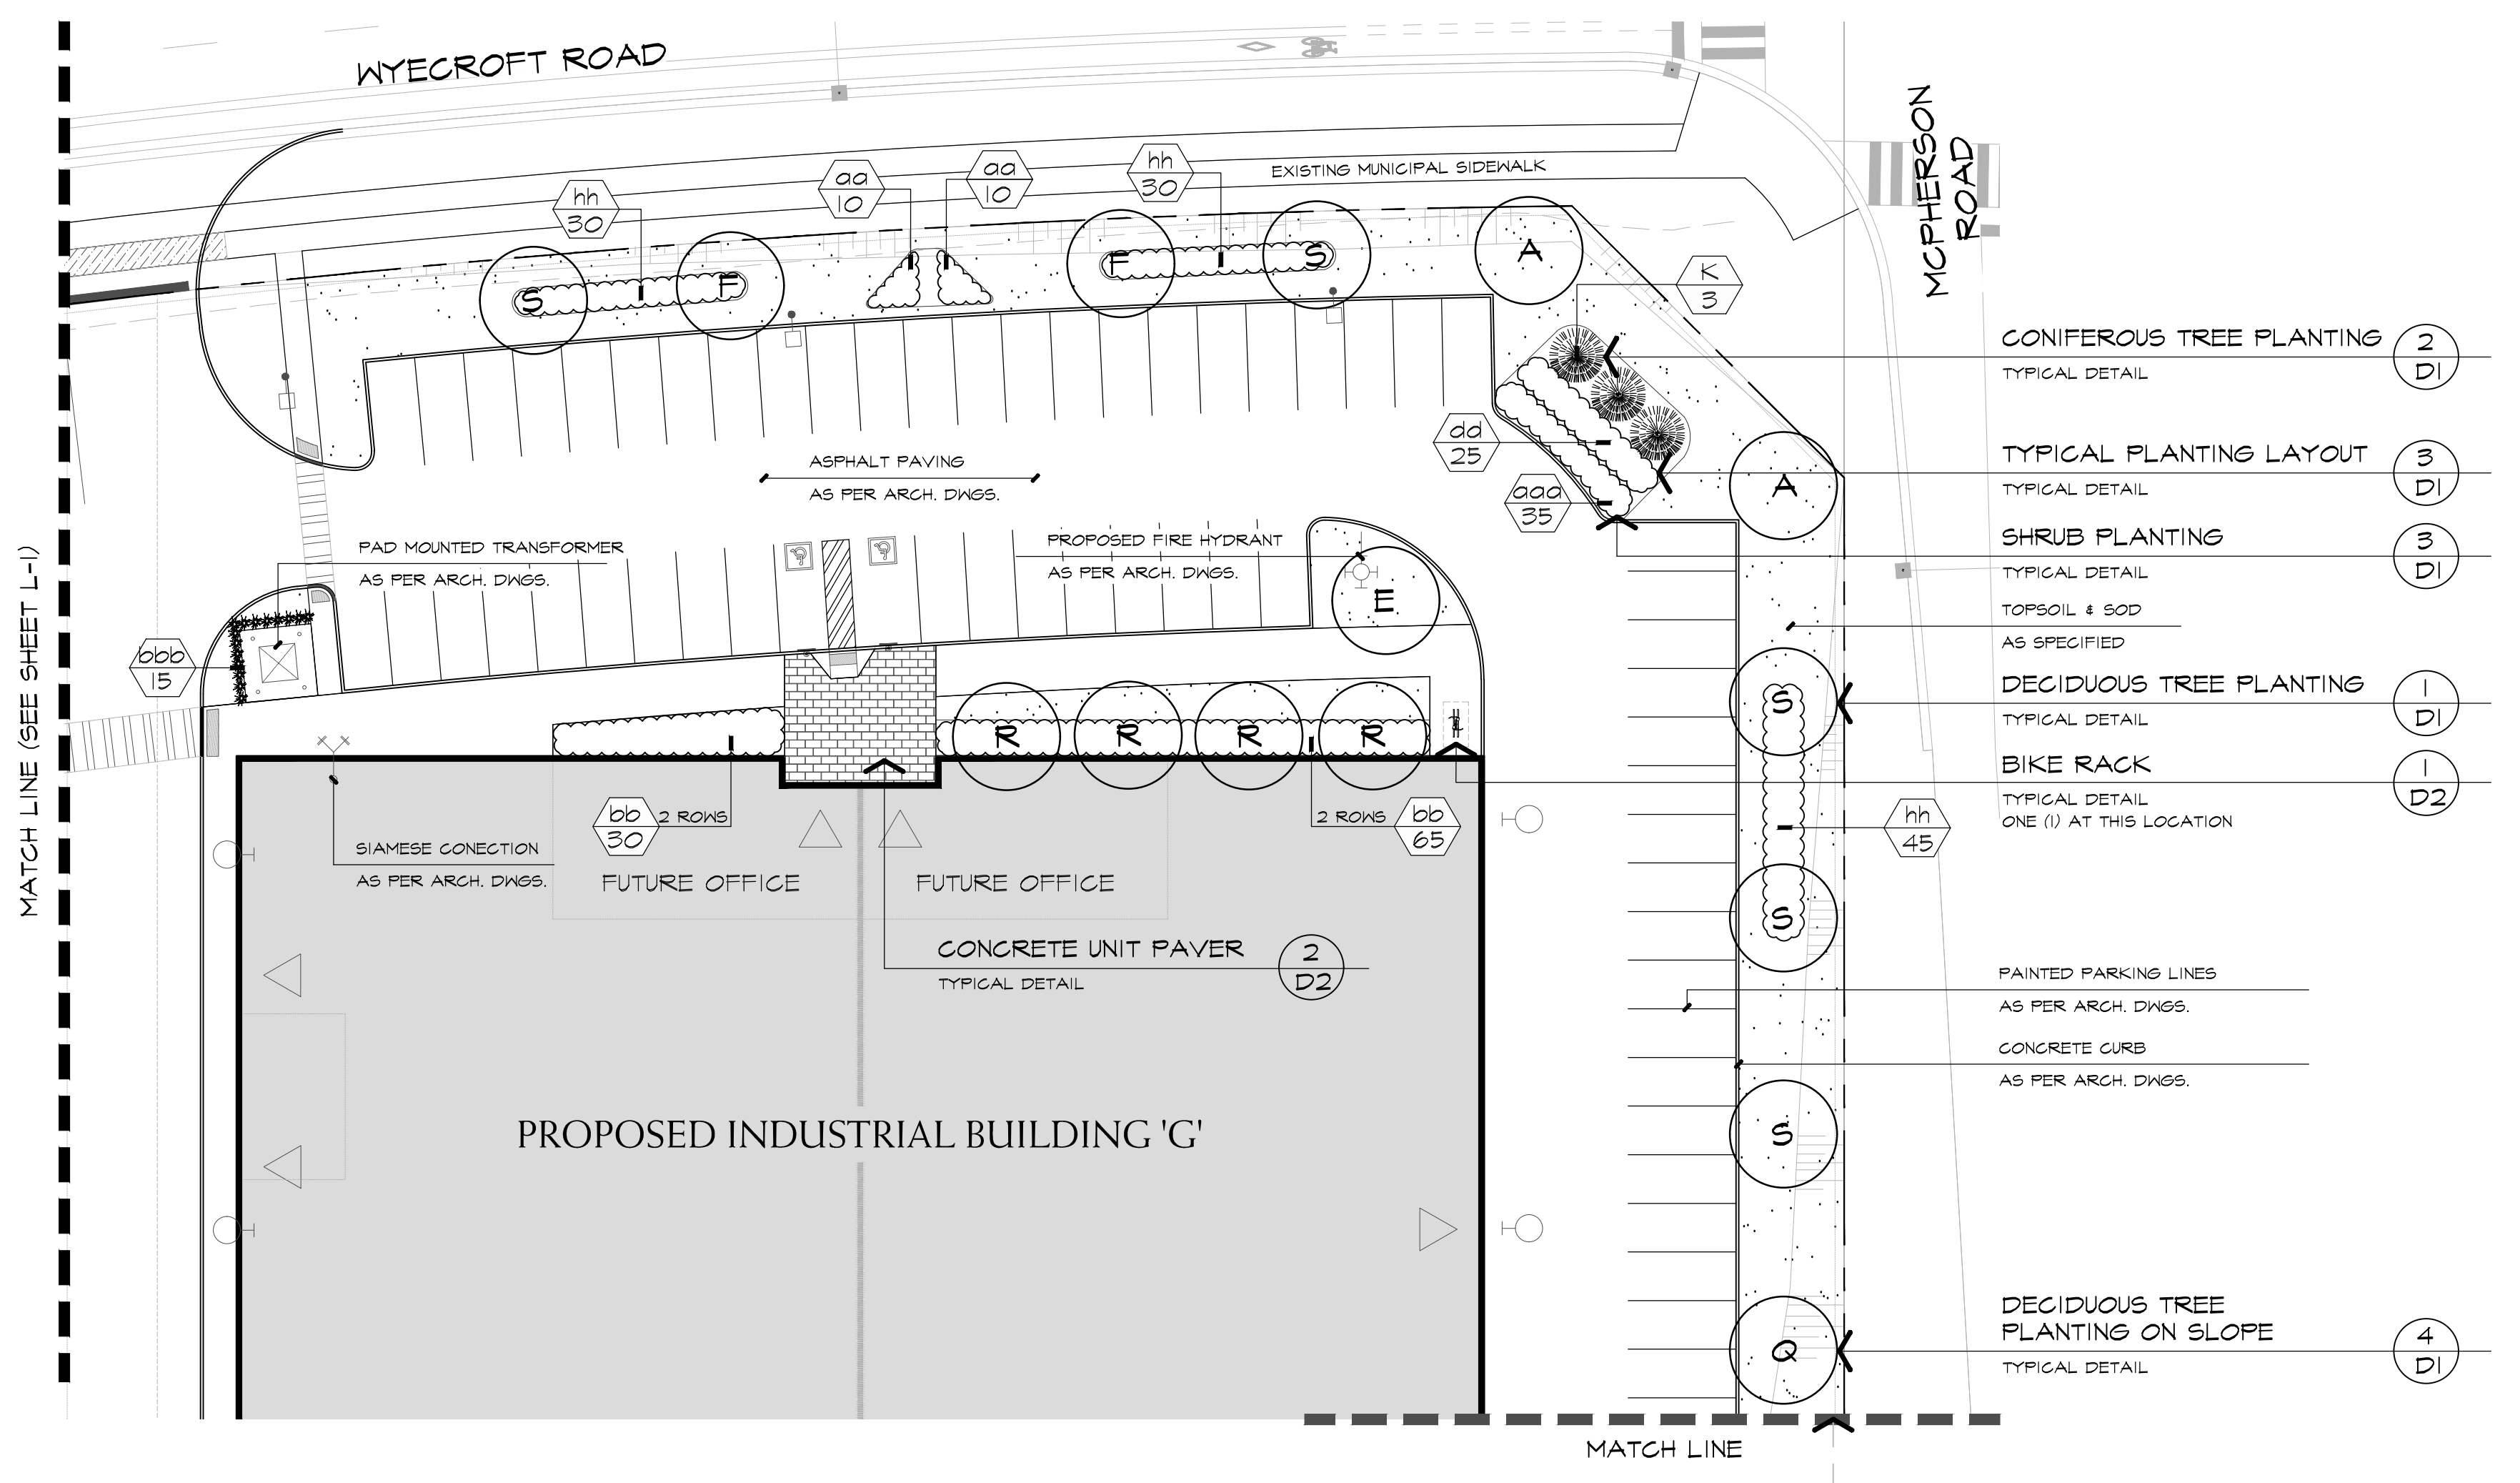 WYECROFT ROAD
MCPHERSON
ROAD
EXISTING MUNICIPAL SIDEWALK
hh
30
aa
10
aa
10
hh
30
S
F
F
S
A
K
3
CONIFEROUS TREE PLANTING
TYPICAL DETAIL
2
D1
dd
25
TYPICAL PLANTING LAYOUT
TYPICAL DETAIL
3
D1
ASPHALT PAVING
AS PER ARCH. DWGS.
aaa
35
A
SHRUB PLANTING
TYPICAL DETAIL
3
D1
PAD MOUNTED TRANSFORMER
AS PER ARCH. DWGS.
PROPOSED FIRE HYDRANT
AS PER ARCH. DWGS.
E
TOPSOIL & SOD
AS SPECIFIED
bbb
15
MATCH LINE (SEE SHEET L-1)
DECIDUOUS TREE PLANTING
TYPICAL DETAIL
1
D1
S
R
R
R
R
BIKE RACK
TYPICAL DETAIL
ONE (1) AT THIS LOCATION
1
D2
bb
30
2 ROWS
2 ROWS
bb
65
hh
45
SIAMESE CONECTION
AS PER ARCH. DWGS.
FUTURE OFFICE
FUTURE OFFICE
S
CONCRETE UNIT PAVER
TYPICAL DETAIL
2
D2
PAINTED PARKING LINES
AS PER ARCH. DWGS.
CONCRETE CURB
AS PER ARCH. DWGS.
PROPOSED INDUSTRIAL BUILDING 'G'
S
DECIDUOUS TREE
PLANTING ON SLOPE
TYPICAL DETAIL
4
D1
Q
MATCH LINE